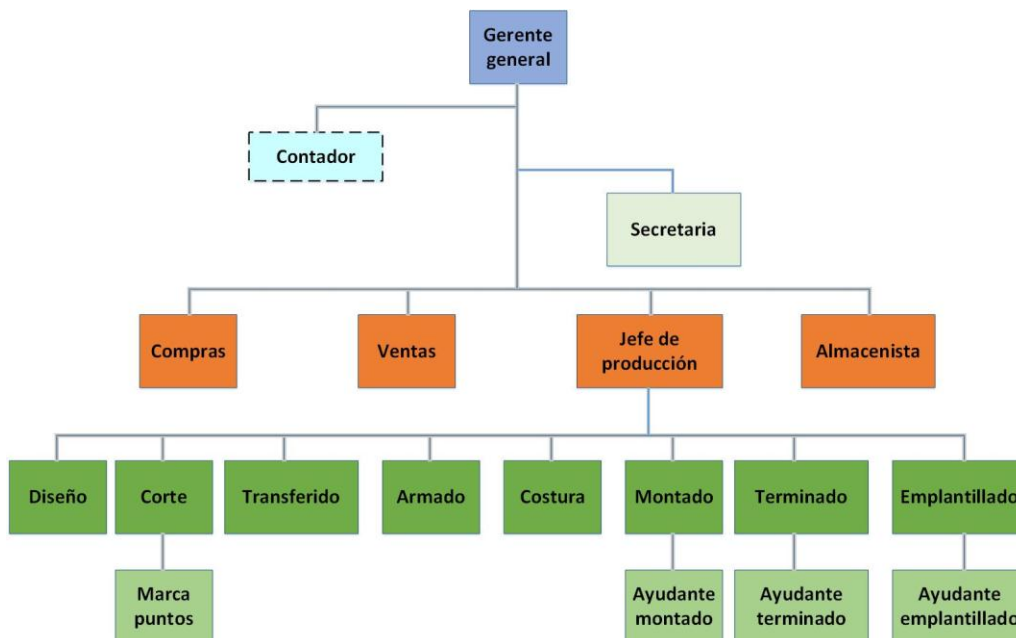 Gerente
general
Contador
Secretaria
Compras
Ventas
Jefe de
producción
Almacenista
Diseño
Corte
Transferido
Armado
Costura
Montado
Terminado
Emplantillado
Marca
puntos
Ayudante
montado
Ayudante
terminado
Ayudante
emplantillado